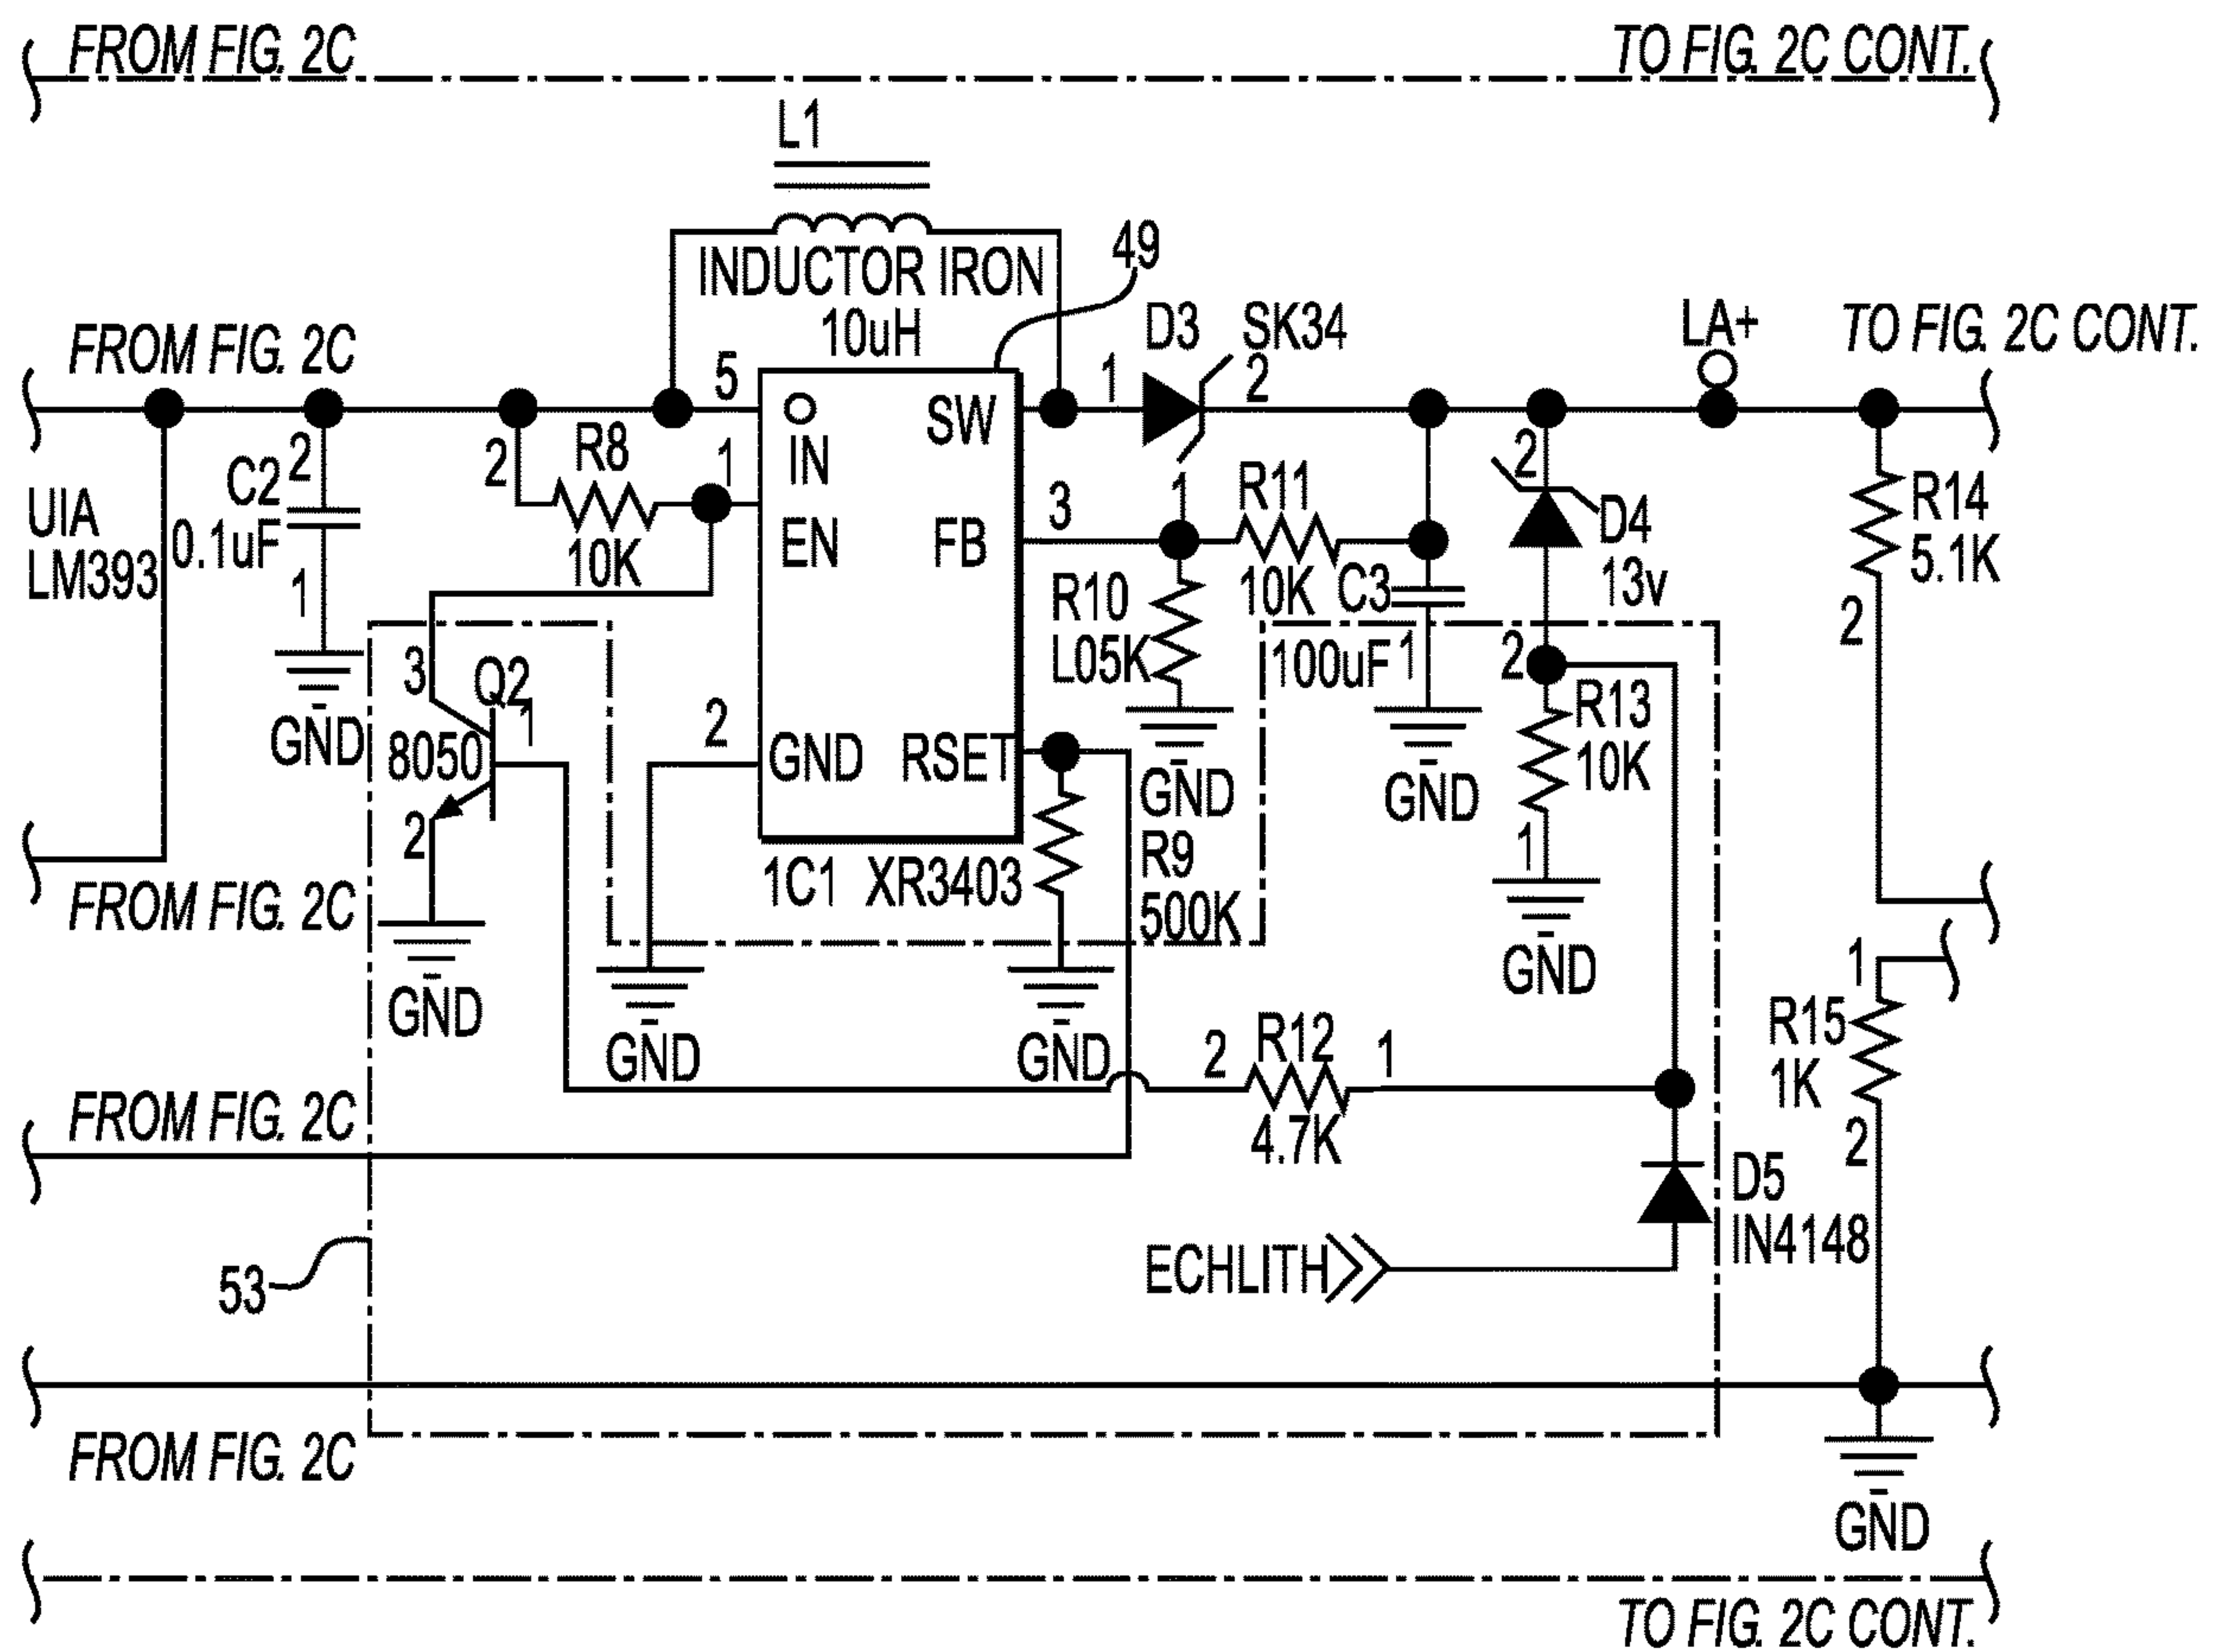 FROM FIG. 2C
TO FIG. 2C CONT.
L1
INDUCTOR IRON
10uH
49
FROM FIG. 2C
D3 SK34
LA+
TO FIG. 2C CONT.
5
1
2
IN
SW
UIA
LM393
C2
0.1uF
2
1
GND
2
R8
10K
1
EN
FB
3
1
R11
10K
R10
L05K
GND
C3
100uF
1
GND
2
D4
13v
R14
5.1K
2
3
Q2
1
8050
2
GND
2
GND
RSET
1C1 XR3403
R9
500K
2
R13
10K
1
GND
FROM FIG. 2C
GND
GND
2
R12
1
4.7K
1
R15
1K
2
FROM FIG. 2C
D5
IN4148
ECHLITH
53
FROM FIG. 2C
GND
TO FIG. 2C CONT.